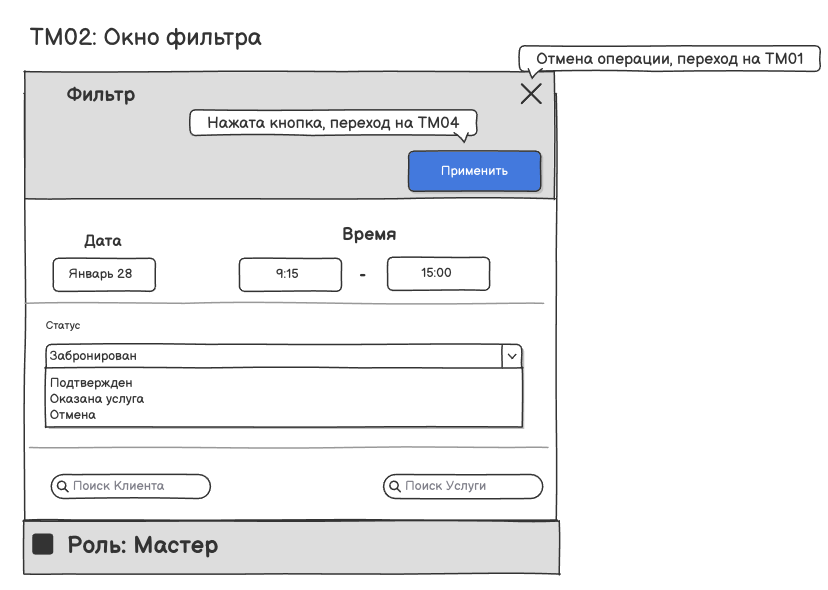 TM02: Окно фильтра
Отмена операции, переход на TM01
Фильтр
Нажата кнопка, переход на TM04
Применить
Дата
Время
Январь 28
9:15
-
15:00
Статус
Забронирован
Подтвержден
Оказана услуга
Отмена
Поиск Клиента
Поиск Услуги
Роль: Мастер